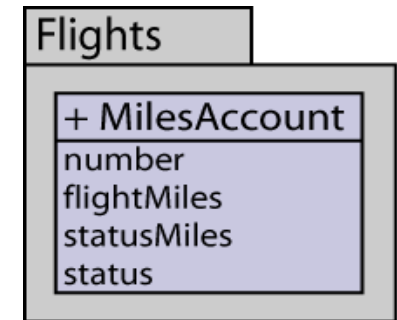 Flights
+ MilesAccount
number
flightMiles
statusMiles
status